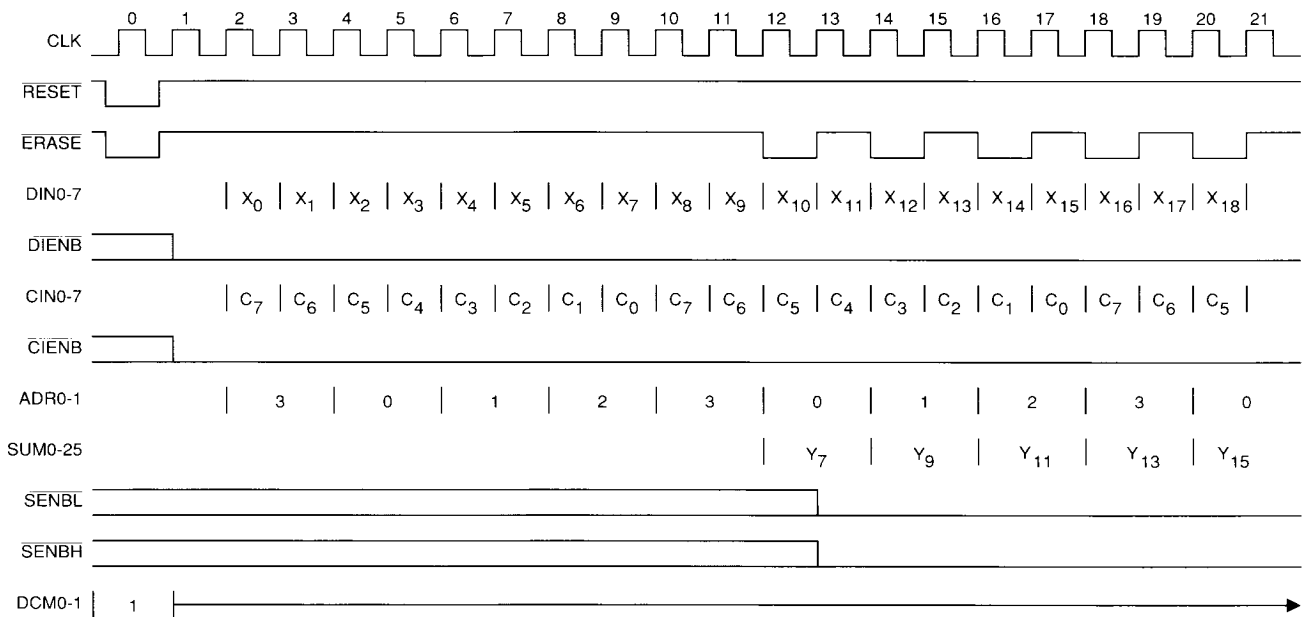 0 1 2 3 4 5 6 7 8 9 10 11 12 13 14 15 16 17 18 19 20 21
CLK
RESET
ERASE
DIN0-7 X0 X1 X2 X3 X4 X5 X6 X7 X8 X9 X10 X11 X12 X13 X14 X15 X16 X17 X18
DIENB
CIN0-7 C7 C6 C5 C4 C3 C2 C1 C0 C7 C6 C5 C4 C3 C2 C1 C0 C7 C6 C5
CIENB
ADR0-1 3 0 1 2 3 0 1 2 3 0
SUM0-25 Y7 Y9 Y11 Y13 Y15
SENBL
SENBH
DCM0-1 1